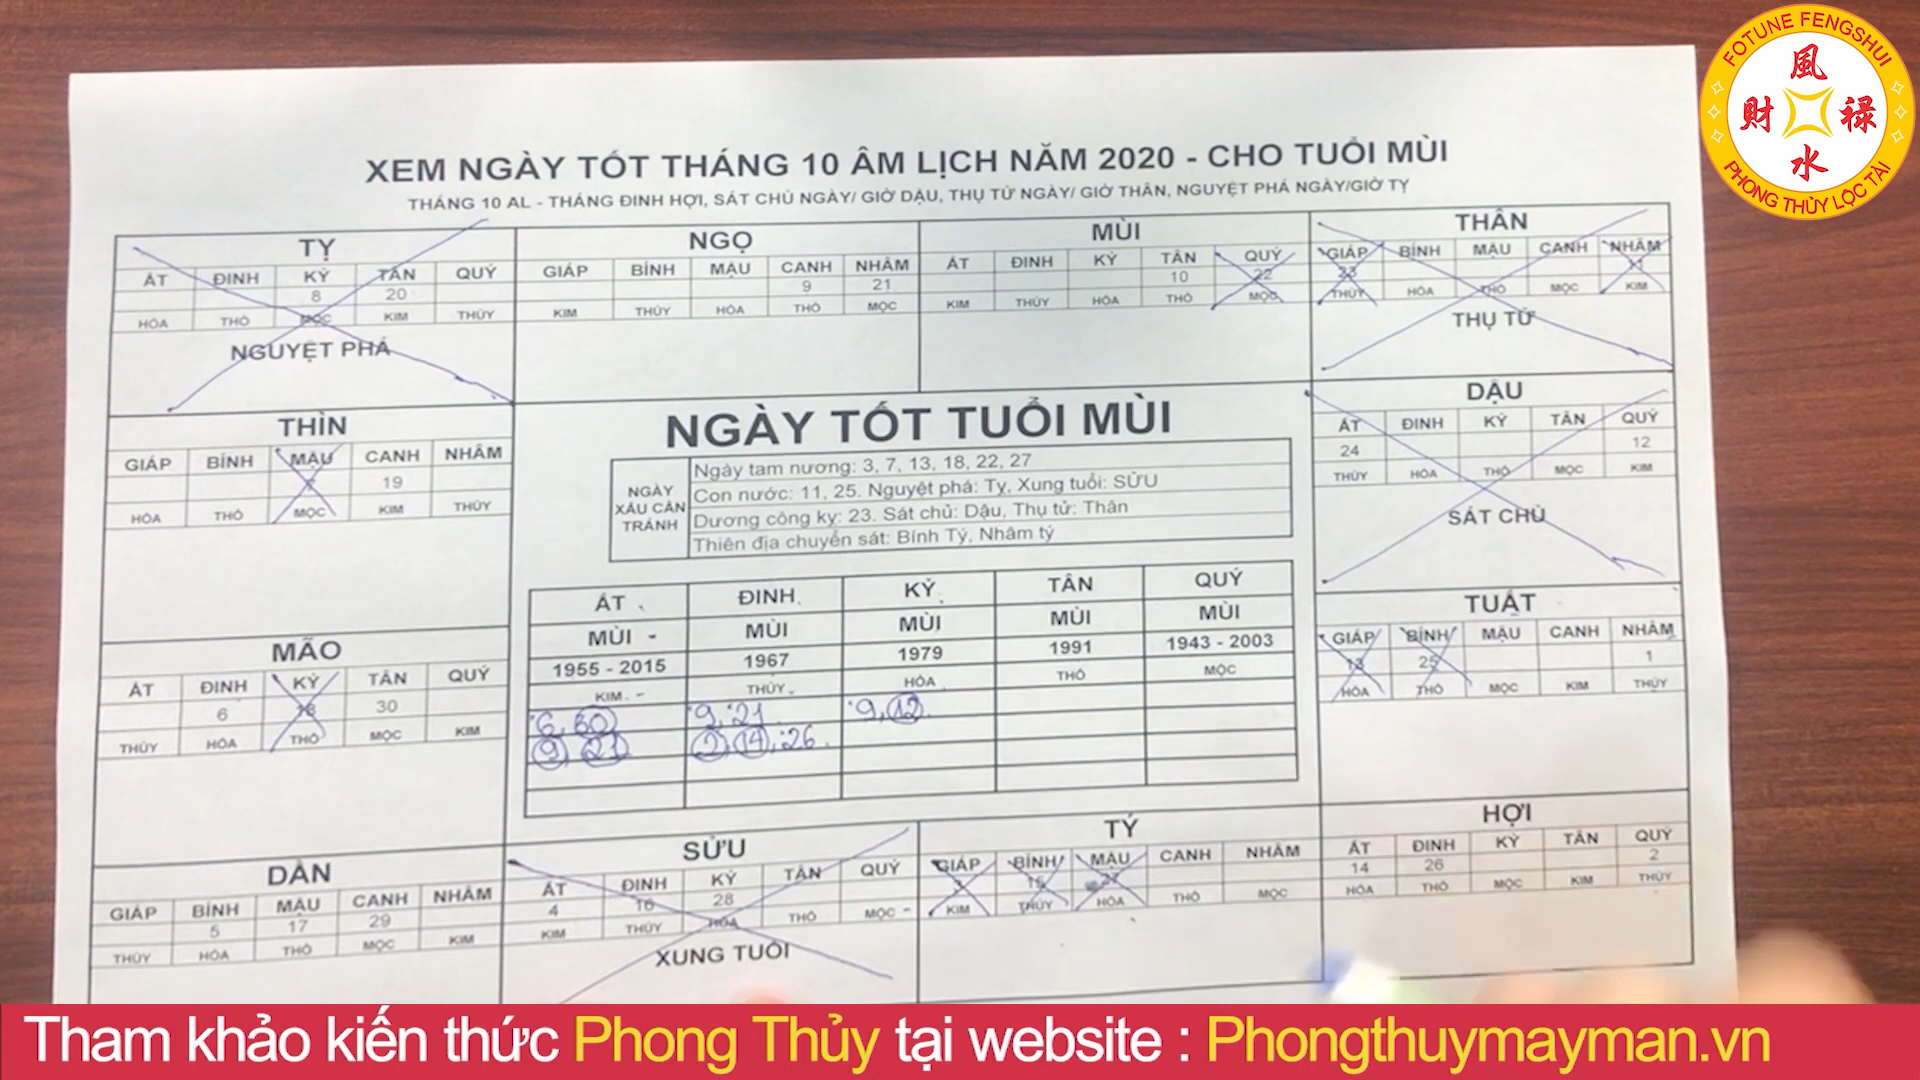 FOTUNE FENGSHUI
風
財 禄
水
PHONG THỦY LỘC TÀI
XEM NGÀY TỐT THÁNG 10 ÂM LỊCH NĂM 2020 - CHO TUỔI MÙI
THÁNG 10 AL - THÁNG ĐINH HỢI, SÁT CHỦ NGÀY/ GIỜ DẬU, THỤ TỬ NGÀY/ GIỜ THÂN, NGUYỆT PHÁ NGÀY/GIỜ TỴ
TỴ
ẤT ĐINH KỶ TÂN QUÝ
8 20
HỎA THỔ MỘC KIM THỦY
NGUYỆT PHÁ
NGỌ
GIÁP BÍNH MẬU CANH NHÂM
9 21
KIM THỦY HỎA THỔ MỘC
MÙI
ẤT ĐINH KỶ TÂN QUÝ
10 22
KIM THỦY HỎA THỔ MỘC
THÂN
GIÁP BÍNH MẬU CANH NHÂM
23 11
THỦY HỎA THỔ MỘC KIM
THỤ TỬ
THÌN
GIÁP BÍNH MẬU CANH NHÂM
7 19
HỎA THỔ MỘC KIM THỦY
NGÀY TỐT TUỔI MÙI
NGÀY XẤU CẦN TRÁNH
Ngày tam nương: 3, 7, 13, 18, 22, 27
Con nước: 11, 25. Nguyệt phá: Tỵ, Xung tuổi: SỬU
Dương công kỵ: 23. Sát chủ: Dậu, Thụ tử: Thân
Thiên địa chuyển sát: Bính Tý, Nhâm tý
DẬU
ẤT ĐINH KỶ TÂN QUÝ
24 12
THỦY HỎA THỔ MỘC KIM
SÁT CHỦ
MÃO
ẤT ĐINH KỶ TÂN QUÝ
6 18 30
THỦY HỎA THỔ MỘC KIM
ẤT ĐINH KỶ TÂN QUÝ
MÙI MÙI MÙI MÙI MÙI
1955 - 2015 1967 1979 1991 1943 - 2003
KIM THỦY HỎA THỔ MỘC
6, 30 9, 21 9, 12
9, 21 2, 14, 26
TUẤT
GIÁP BÍNH MẬU CANH NHÂM
13 25 1
HỎA THỔ MỘC KIM THỦY
DẦN
GIÁP BÍNH MẬU CANH NHÂM
5 17 29
THỦY HỎA THỔ MỘC KIM
SỬU
ẤT ĐINH KỶ TÂN QUÝ
4 16 28
KIM THỦY HỎA THỔ MỘC
XUNG TUỔI
TÝ
GIÁP BÍNH MẬU CANH NHÂM
3 15 27
KIM THỦY HỎA THỔ MỘC
HỢI
ẤT ĐINH KỶ TÂN QUÝ
14 26 2
HỎA THỔ MỘC KIM THỦY
Tham khảo kiến thức Phong Thủy tại website : Phongthuymayman.vn